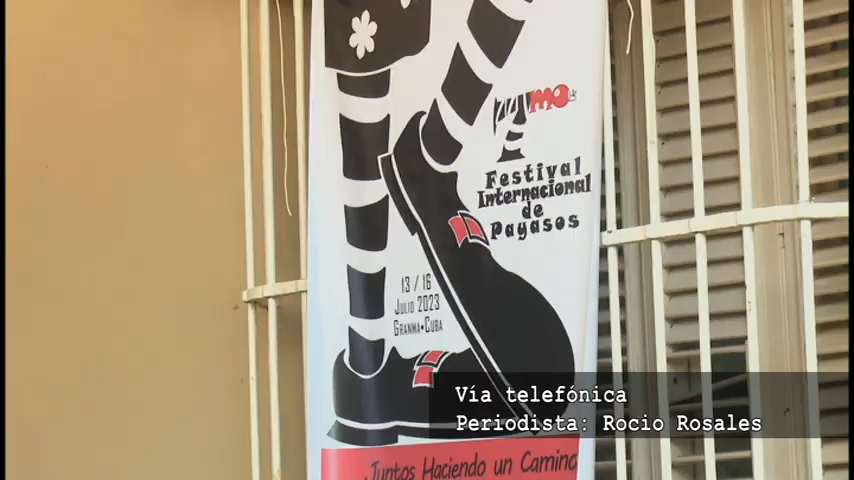 7MO
Festival
Internacional
de
Payasos
13 / 16
Julio 2023
Granma•Cuba
Vía telefónica
Periodista: Rocio Rosales
Juntos Haciendo un Camino